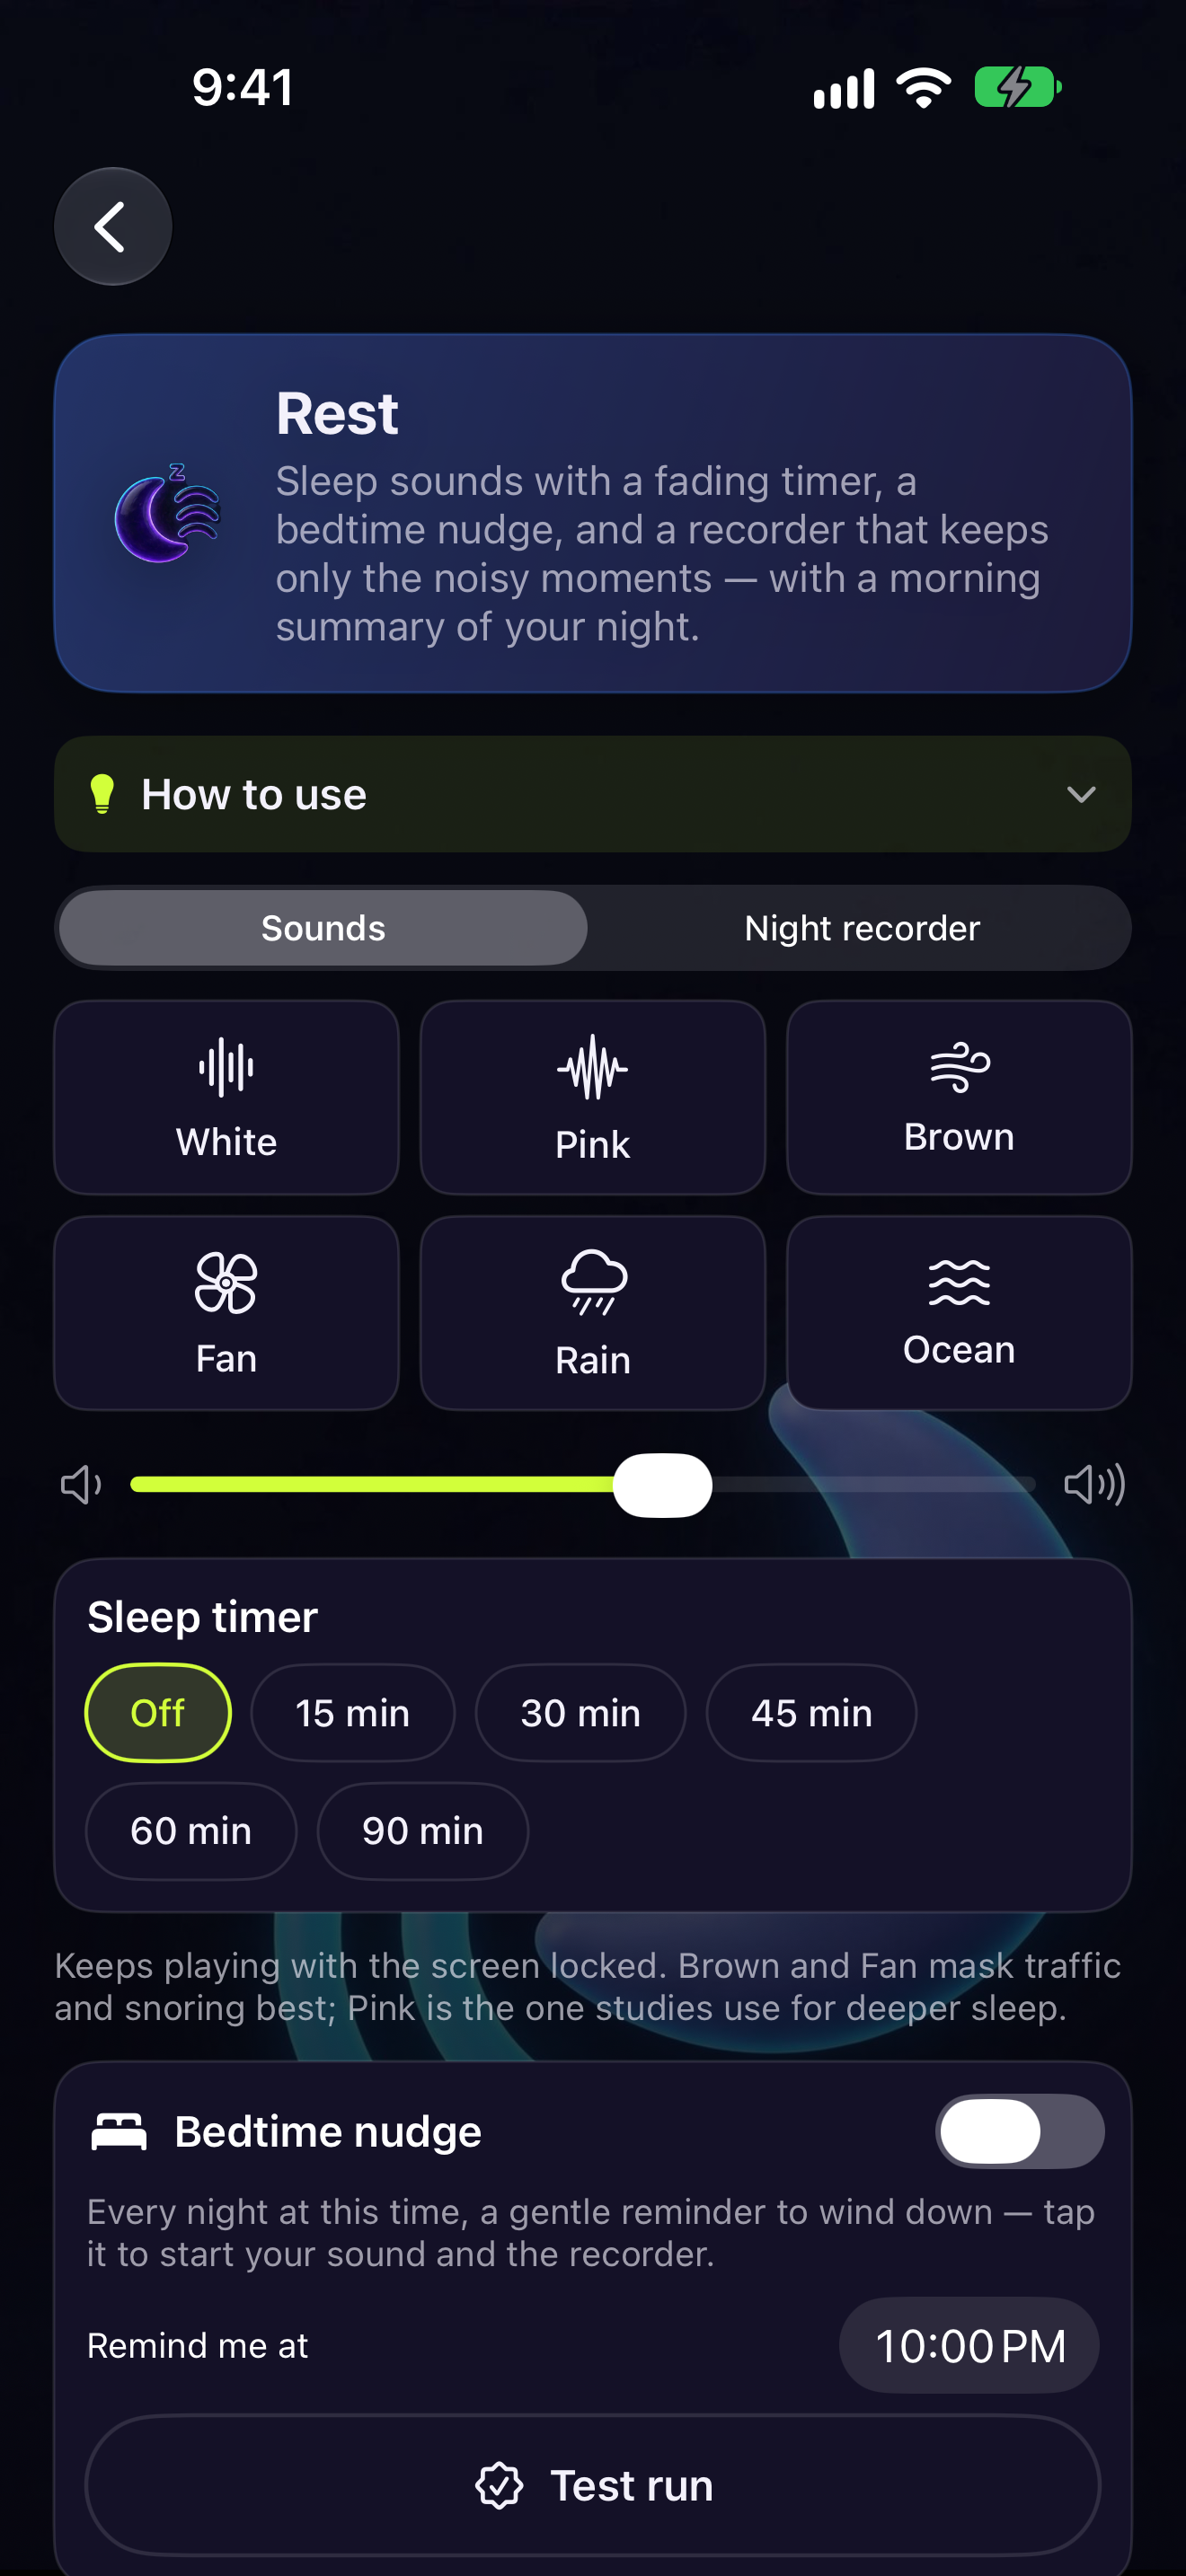 9:41
Rest
Sleep sounds with a fading timer, a
bedtime nudge, and a recorder that keeps
only the noisy moments — with a morning
summary of your night.
How to use
Sounds
Night recorder
White
Pink
Brown
Fan
Rain
Ocean
Sleep timer
Off
15 min
30 min
45 min
60 min
90 min
Keeps playing with the screen locked. Brown and Fan mask traffic
and snoring best; Pink is the one studies use for deeper sleep.
Bedtime nudge
Every night at this time, a gentle reminder to wind down — tap
it to start your sound and the recorder.
Remind me at
10:00 PM
Test run